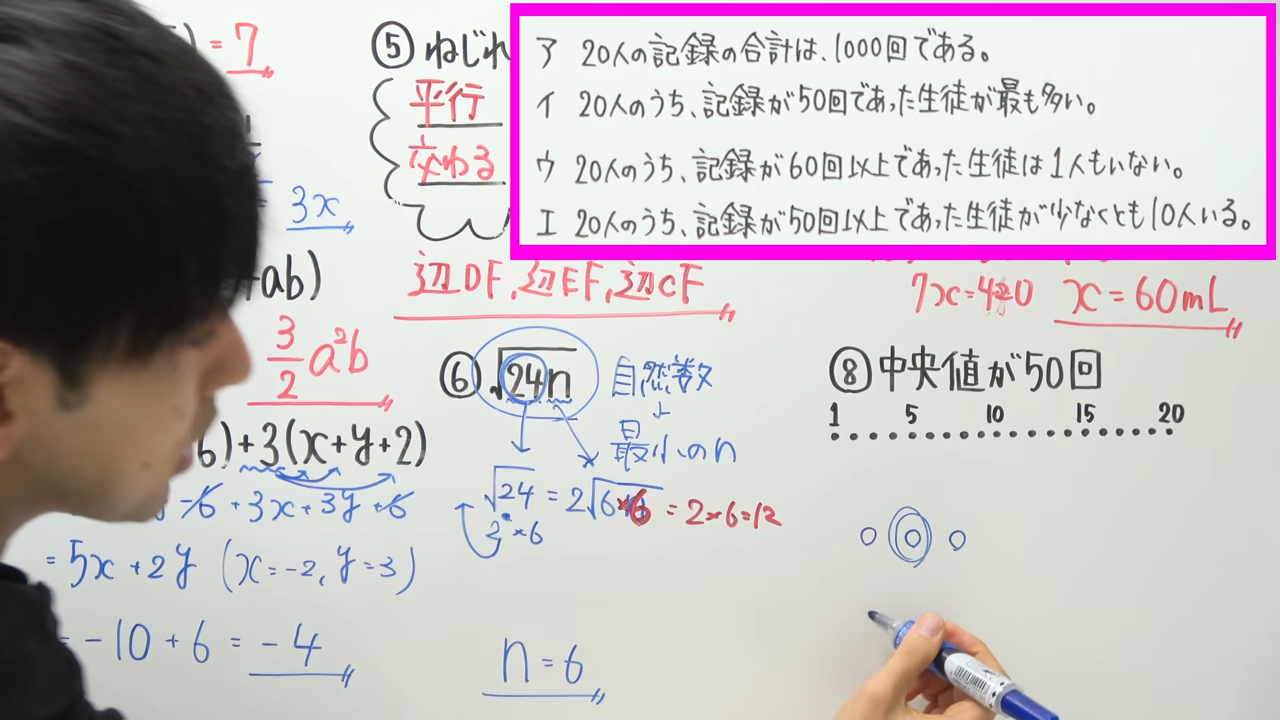 ) = 7
3x
+ab)
3/2 a²b
6)+3(x+y+2)
-6 + 3x + 3y + 6
= 5x + 2y (x=-2, y=3)
= -10 + 6 = -4
⑤ ねじれ
平行
交わる
辺DF, 辺EF, 辺CF
⑥ √24n 自然数
最小のn
√24 = 2√6 ×6 = 2×6=12
2²×6
n=6
ア 20人の記録の合計は、1000回である。
イ 20人のうち、記録が50回であった生徒が最も多い。
ウ 20人のうち、記録が60回以上であった生徒は1人もいない。
エ 20人のうち、記録が50回以上であった生徒が少なくとも10人いる。
7x=420 x=60mL
⑧ 中央値が50回
1 5 10 15 20